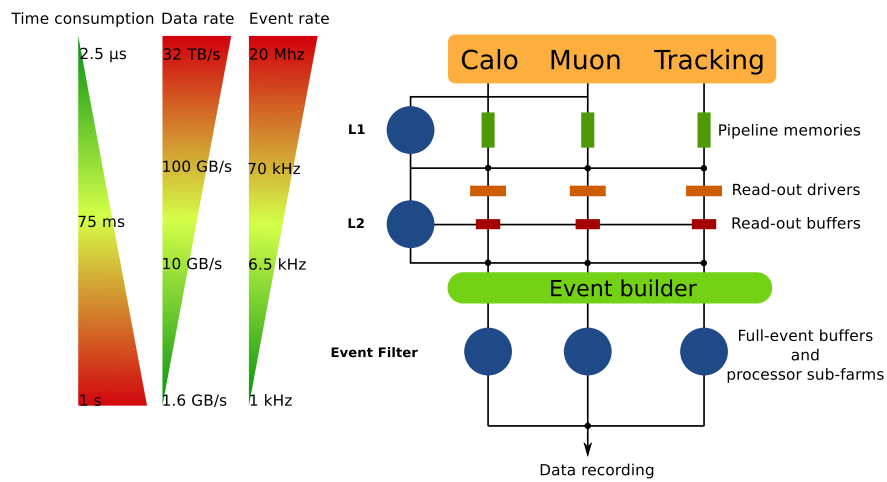 Time consumption Data rate Event rate
2.5 µs 32 TB/s 20 Mhz
100 GB/s 70 kHz
75 ms
10 GB/s 6.5 kHz
1 s 1.6 GB/s 1 kHz
Calo Muon Tracking
L1
Pipeline memories
Read-out drivers
L2
Read-out buffers
Event builder
Event Filter
Full-event buffers
and
processor sub-farms
Data recording